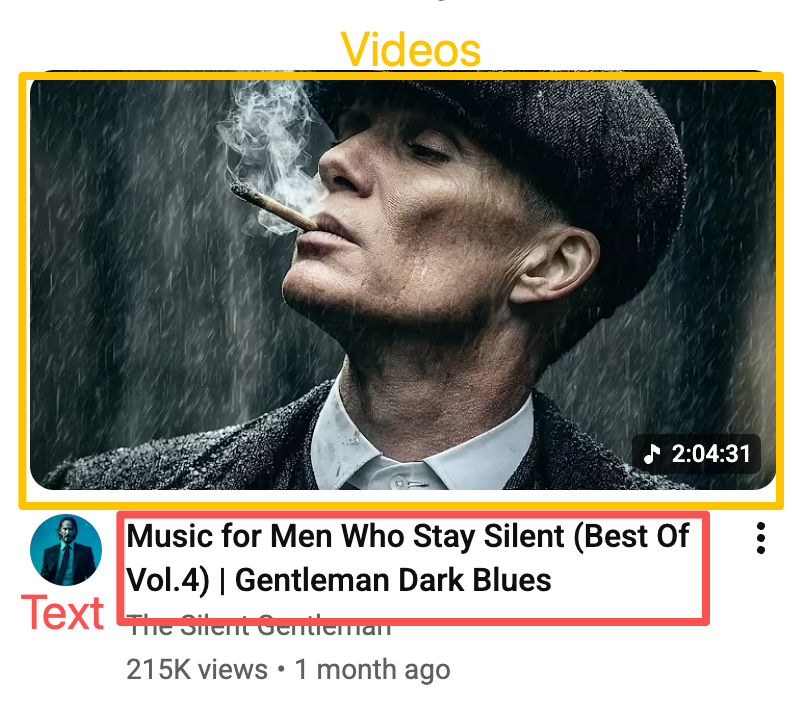 Videos
2:04:31
Music for Men Who Stay Silent (Best Of
Vol.4) | Gentleman Dark Blues
Text
The Silent Gentleman
215K views • 1 month ago